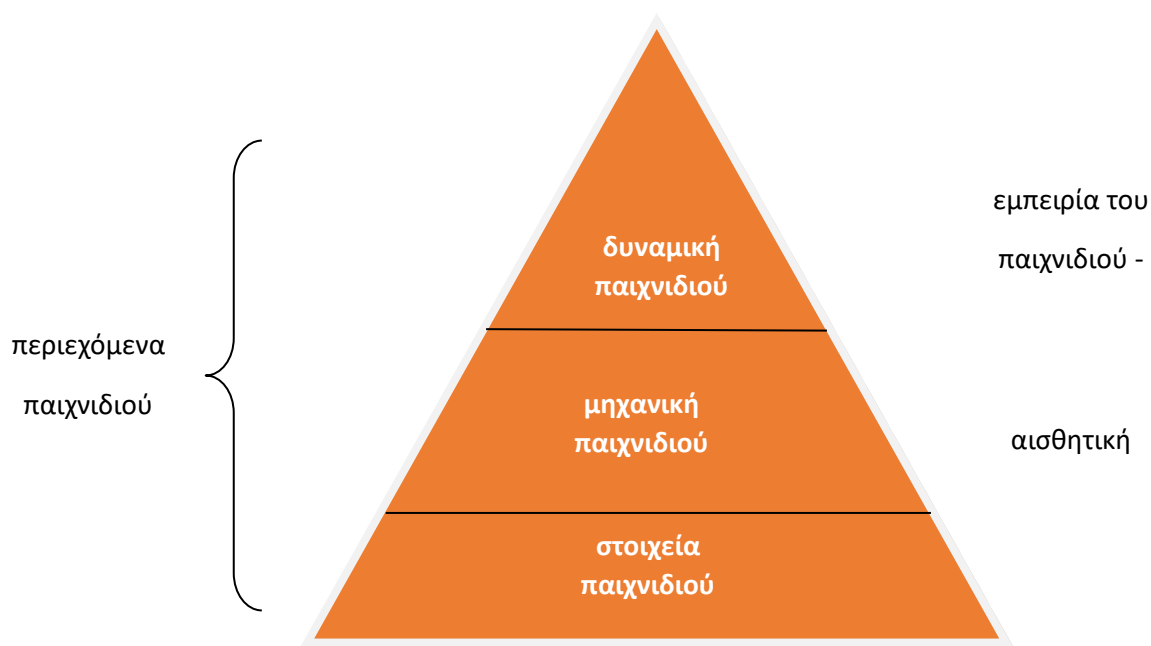 εμπειρία του
παιχνιδιού -
δυναμική
παιχνιδιού
περιεχόμενα
παιχνιδιού
μηχανική
παιχνιδιού
αισθητική
στοιχεία
παιχνιδιού